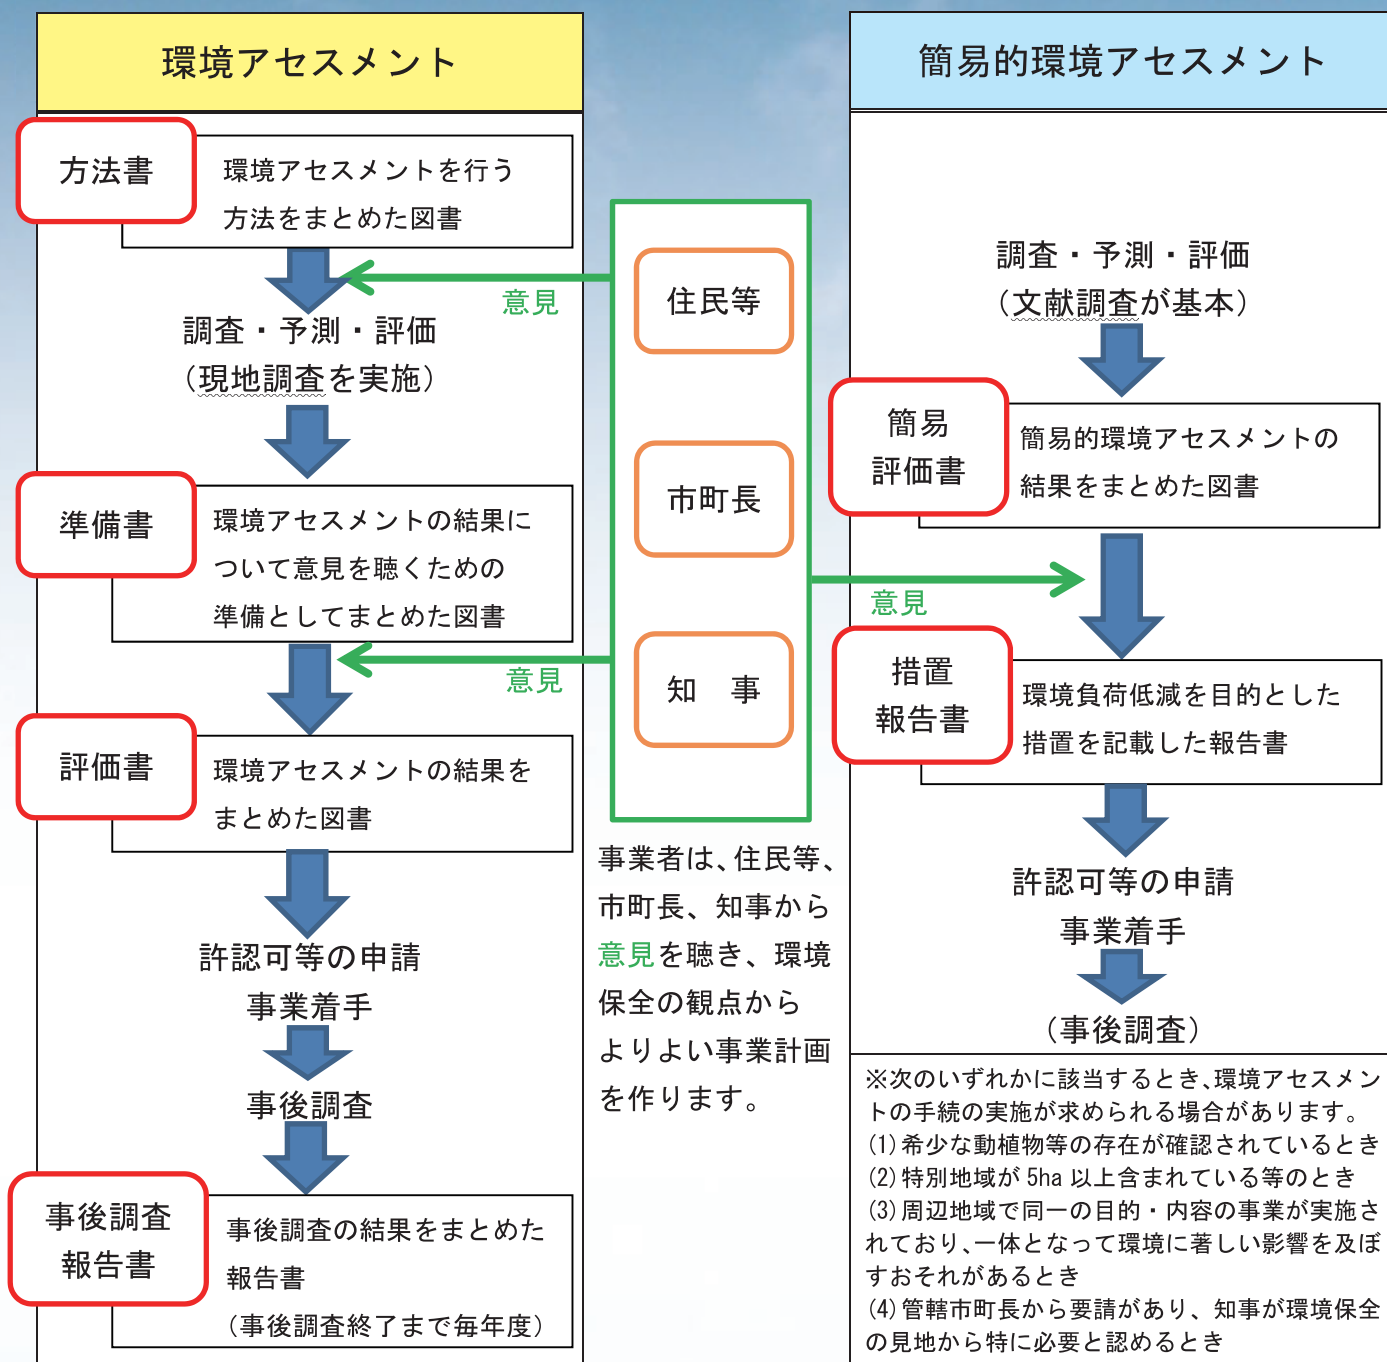 環境アセスメント
方法書
環境アセスメントを行う
方法をまとめた図書
意見
調査・予測・評価
（現地調査を実施）
準備書
環境アセスメントの結果に
ついて意見を聴くための
準備としてまとめた図書
意見
評価書
環境アセスメントの結果を
まとめた図書
許認可等の申請
事業着手
事後調査
事後調査
報告書
事後調査の結果をまとめた
報告書
（事後調査終了まで毎年度）
住民等
市町長
知　事
事業者は、住民等、
市町長、知事から
意見を聴き、環境
保全の観点から
よりよい事業計画
を作ります。
簡易的環境アセスメント
調査・予測・評価
（文献調査が基本）
簡易
評価書
簡易的環境アセスメントの
結果をまとめた図書
意見
措置
報告書
環境負荷低減を目的とした
措置を記載した報告書
許認可等の申請
事業着手
（事後調査）
※次のいずれかに該当するとき、環境アセスメン
トの手続の実施が求められる場合があります。
(1)希少な動植物等の存在が確認されているとき
(2)特別地域が 5ha 以上含まれている等のとき
(3)周辺地域で同一の目的・内容の事業が実施さ
れており、一体となって環境に著しい影響を及ぼ
すおそれがあるとき
(4)管轄市町長から要請があり、知事が環境保全
の見地から特に必要と認めるとき